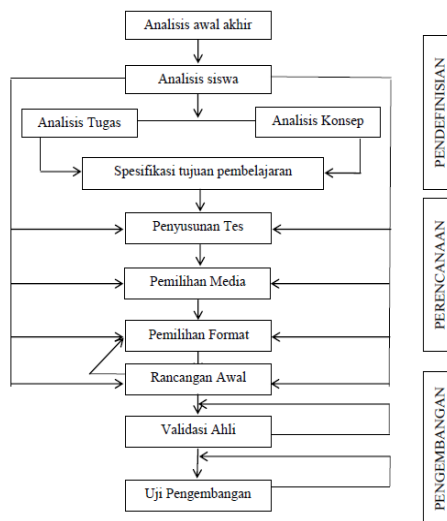 Analisis awal akhir
Analisis siswa
Analisis Tugas
Analisis Konsep
Spesifikasi tujuan pembelajaran
Penyusunan Tes
Pemilihan Media
Pemilihan Format
Rancangan Awal
Validasi Ahli
Uji Pengembangan
PENDEFINISIAN
PERENCANAAN
PENGEMBANGAN